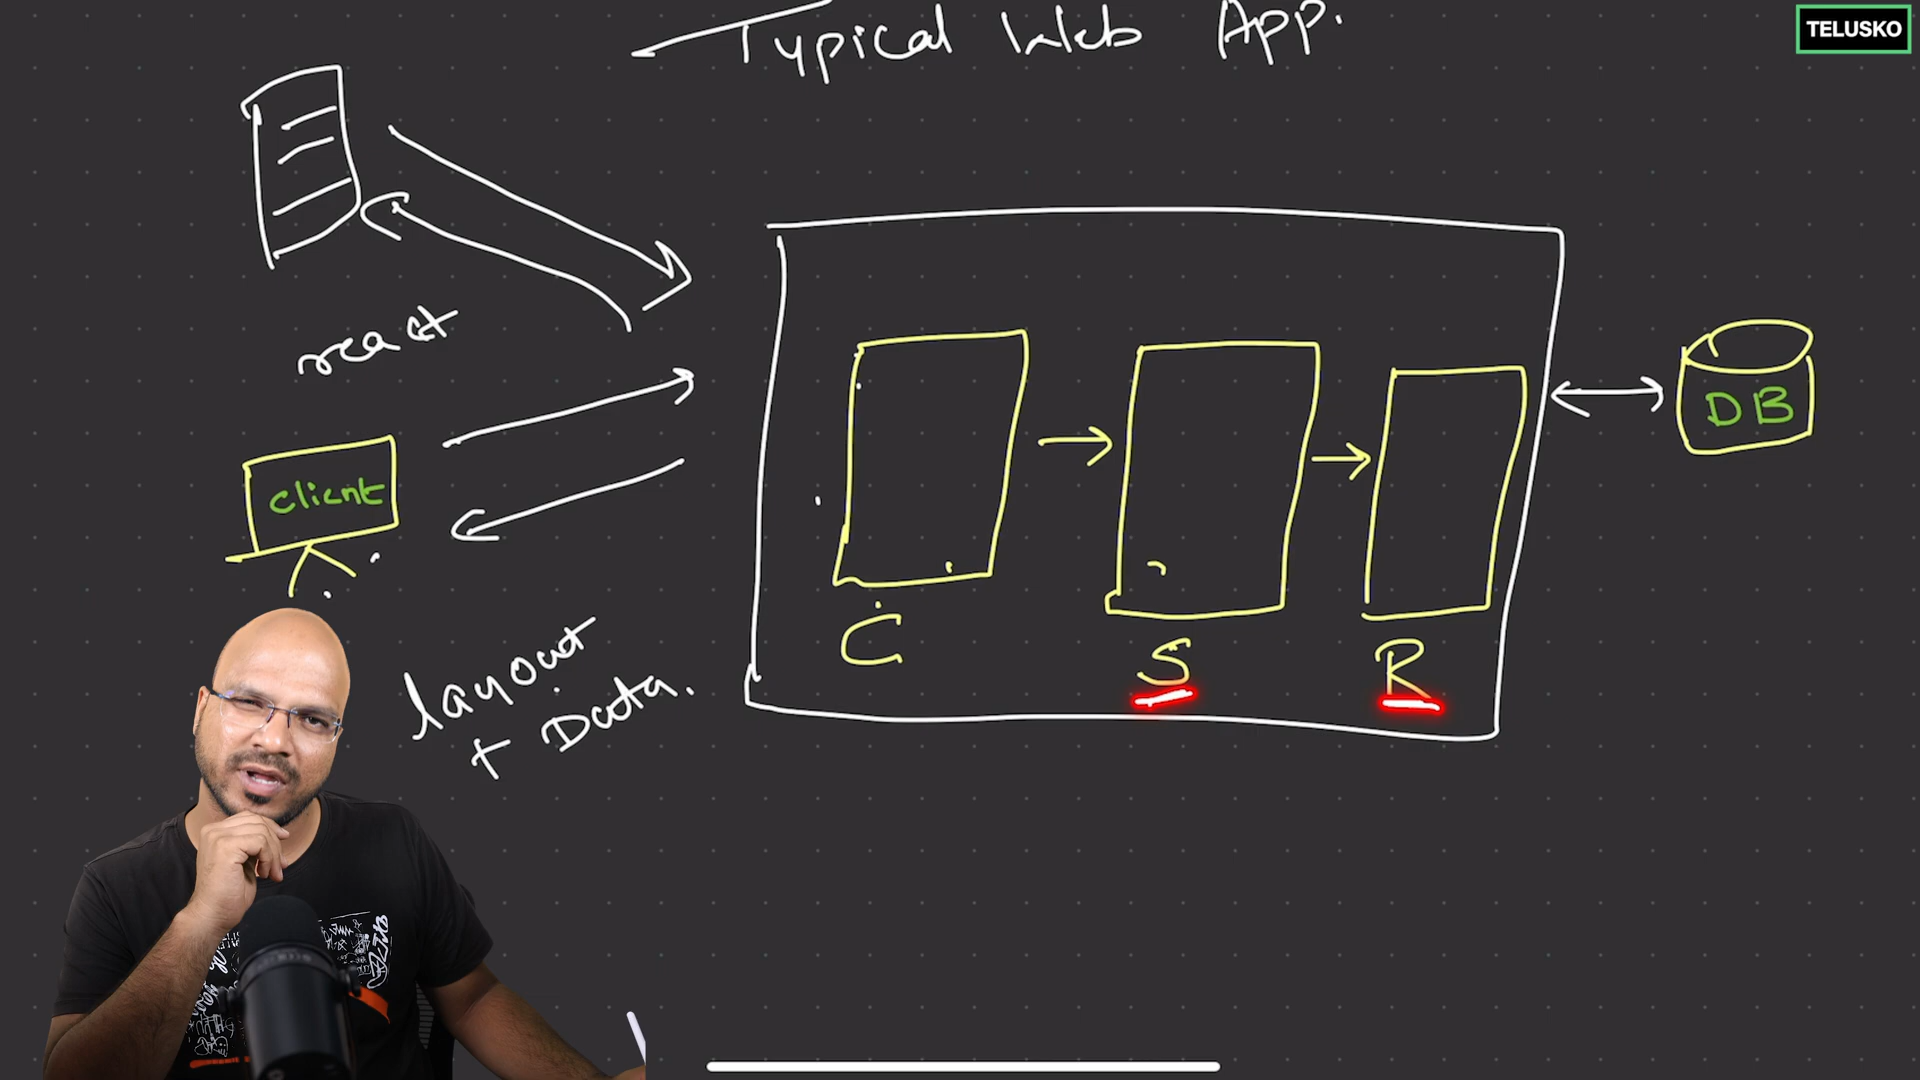 Typical Web App.
TELUSKO
react
client
DB
C
S
R
layout
+ Data.